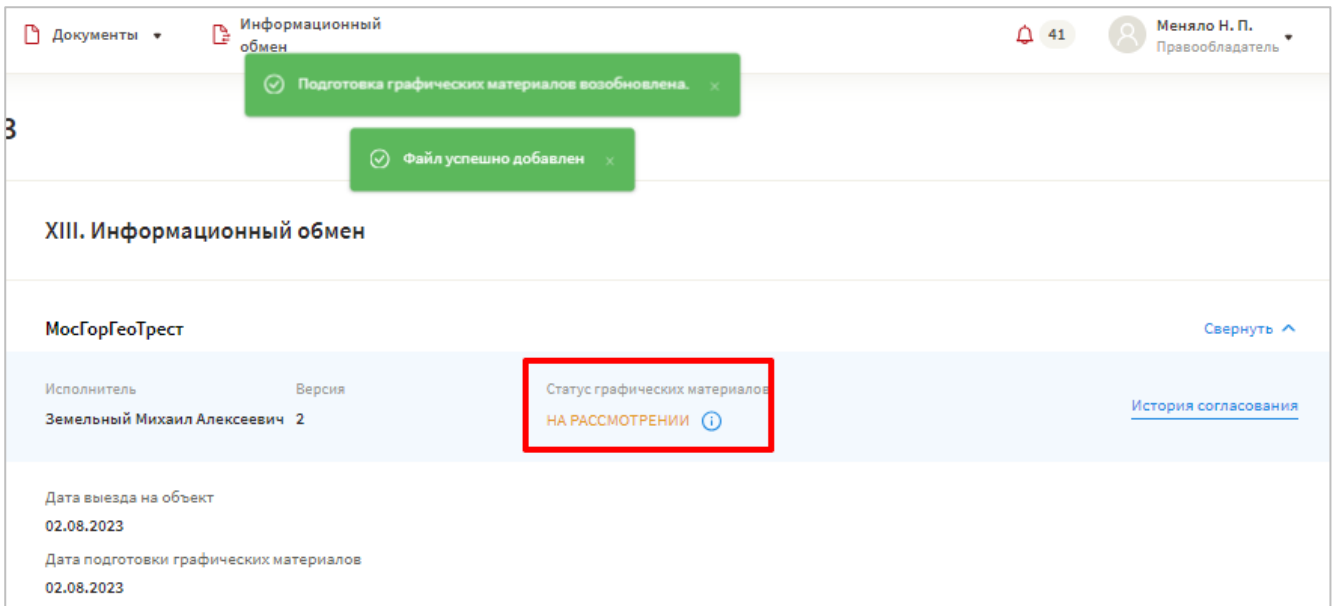 Документы
Информационный
обмен
41
Меняло Н. П.
Правообладатель
Подготовка графических материалов возобновлена.
Файл успешно добавлен
XIII. Информационный обмен
МосГорГеоТрест
Свернуть
Исполнитель
Версия
Статус графических материалов
Земельный Михаил Алексеевич
2
НА РАССМОТРЕНИИ
История согласования
Дата выезда на объект
02.08.2023
Дата подготовки графических материалов
02.08.2023